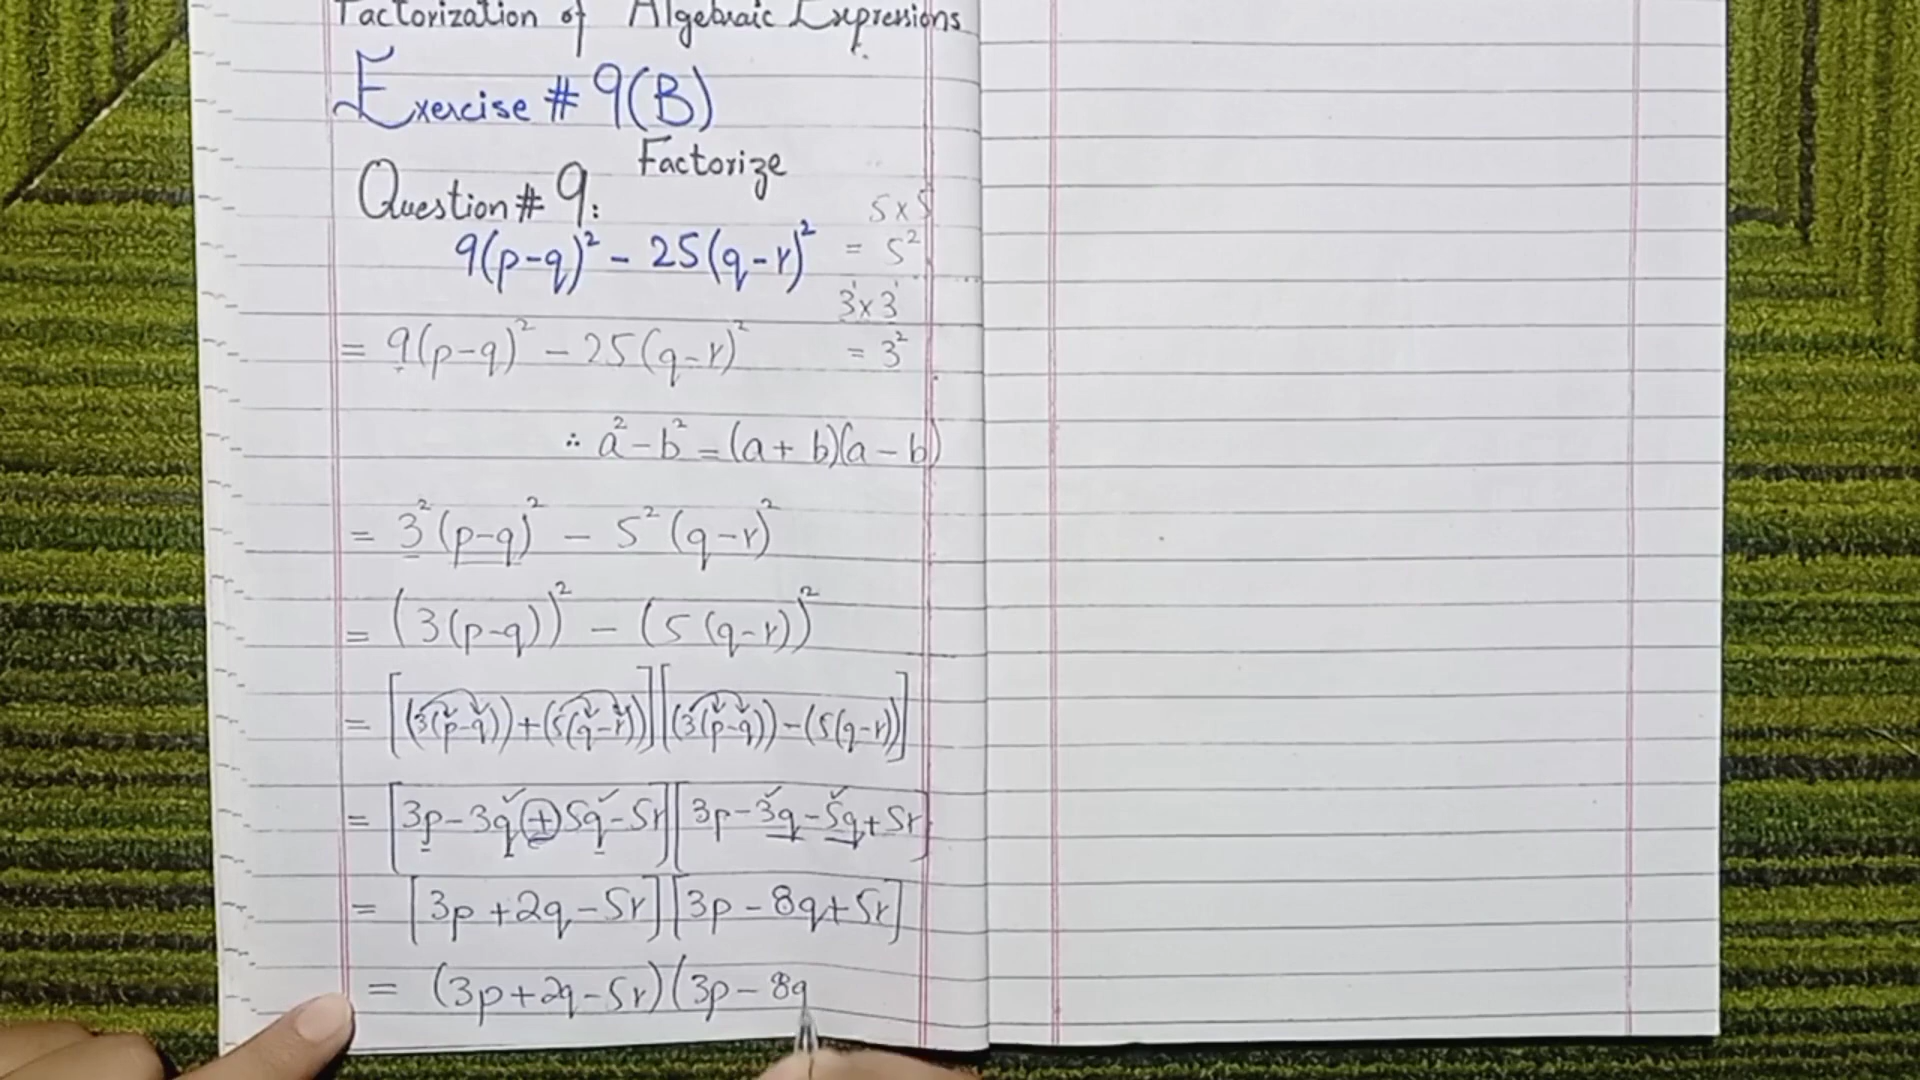 Factorization of Algebraic Expressions
Exercise # 9(B)
Factorize
Question # 9:
5 × 5
9(p-q)² - 25(q-r)² = 5²
3 × 3
= 9(p-q)² - 25(q-r)² = 3²
∴ a² - b² = (a + b)(a - b)
= 3²(p-q)² - 5²(q-r)²
= (3(p-q))² - (5(q-r))²
= [(3(p-q))+(5(q-r))][(3(p-q))-(5(q-r))]
= [3p-3q+5q-5r][3p-3q-5q+5r]
= [3p+2q-5r][3p-8q+5r]
= (3p+2q-5r)(3p-8q